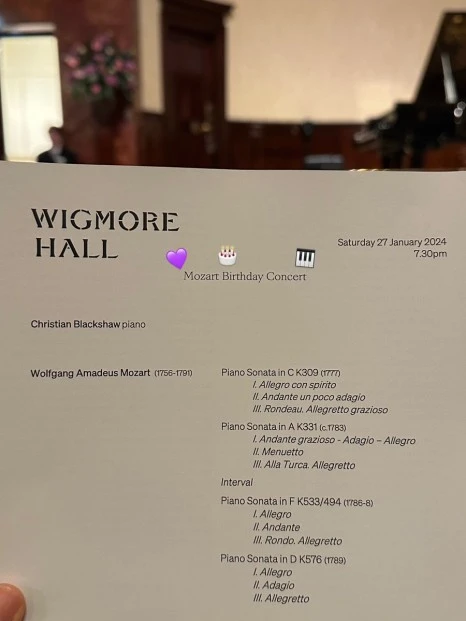 WIGMORE
HALL
Saturday 27 January 2024
7.30pm
Mozart Birthday Concert
Christian Blackshaw piano
Wolfgang Amadeus Mozart (1756-1791)
Piano Sonata in C K309 (1777)
I. Allegro con spirito
II. Andante un poco adagio
III. Rondeau. Allegretto grazioso
Piano Sonata in A K331 (c.1783)
I. Andante grazioso - Adagio – Allegro
II. Menuetto
III. Alla Turca. Allegretto
Interval
Piano Sonata in F K533/494 (1786-8)
I. Allegro
II. Andante
III. Rondo. Allegretto
Piano Sonata in D K576 (1789)
I. Allegro
II. Adagio
III. Allegretto